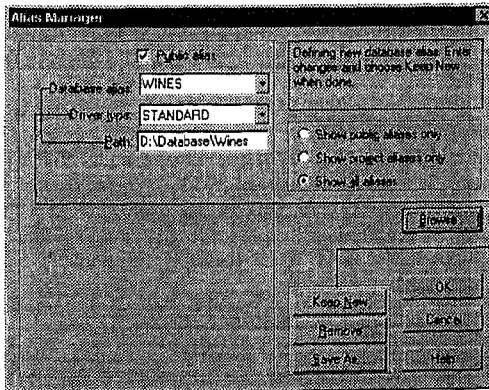 Alias Manager
Public alias
Database alias: WINES
Driver type: STANDARD
Path: D:\Database\Wines
Defining new database alias. Enter
changes and choose Keep New
when done.
Show public aliases only
Show project aliases only
Show all aliases
Browse...
Keep New
Remove
Save As...
OK
Cancel
Help